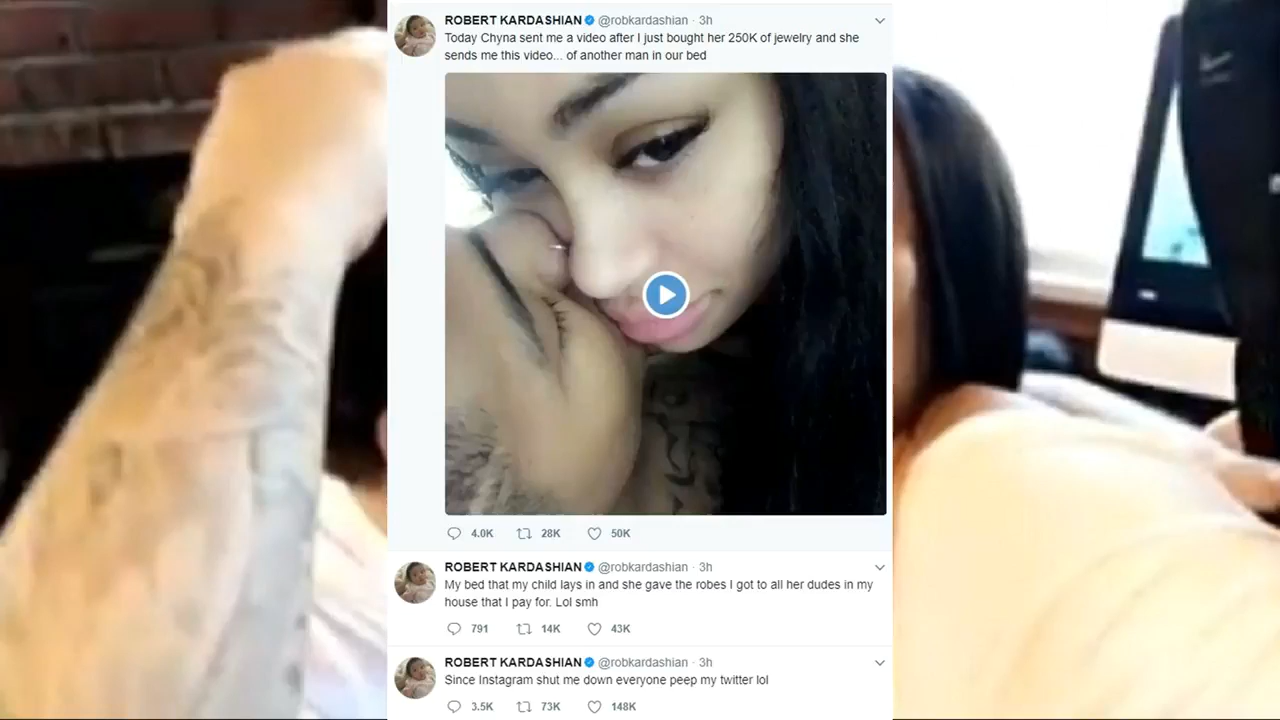 ROBERT KARDASHIAN @robkardashian · 3h
Today Chyna sent me a video after I just bought her 250K of jewelry and she
sends me this video... of another man in our bed
4.0K 28K 50K
ROBERT KARDASHIAN @robkardashian · 3h
My bed that my child lays in and she gave the robes I got to all her dudes in my
house that I pay for. Lol smh
791 14K 43K
ROBERT KARDASHIAN @robkardashian · 3h
Since Instagram shut me down everyone peep my twitter lol
3.5K 73K 148K